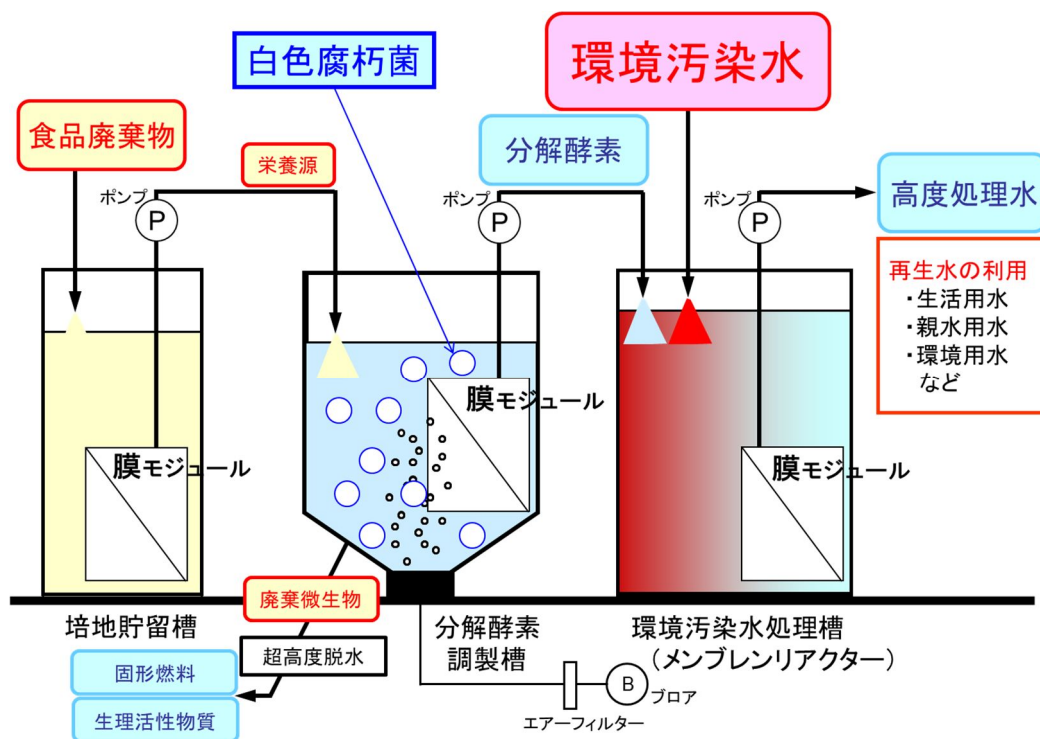 環境汚染水
白色腐朽菌
食品廃棄物
栄養源
分解酵素
高度処理水
ポンプ
P
ポンプ
P
ポンプ
P
再生水の利用
・生活用水
・親水用水
・環境用水
など
膜モジュール
膜モジュール
膜モジュール
培地貯留槽
廃棄微生物
分解酵素
調製槽
環境汚染水処理槽
(メンブレンリアクター)
超高度脱水
固形燃料
生理活性物質
B
ブロア
エアーフィルター